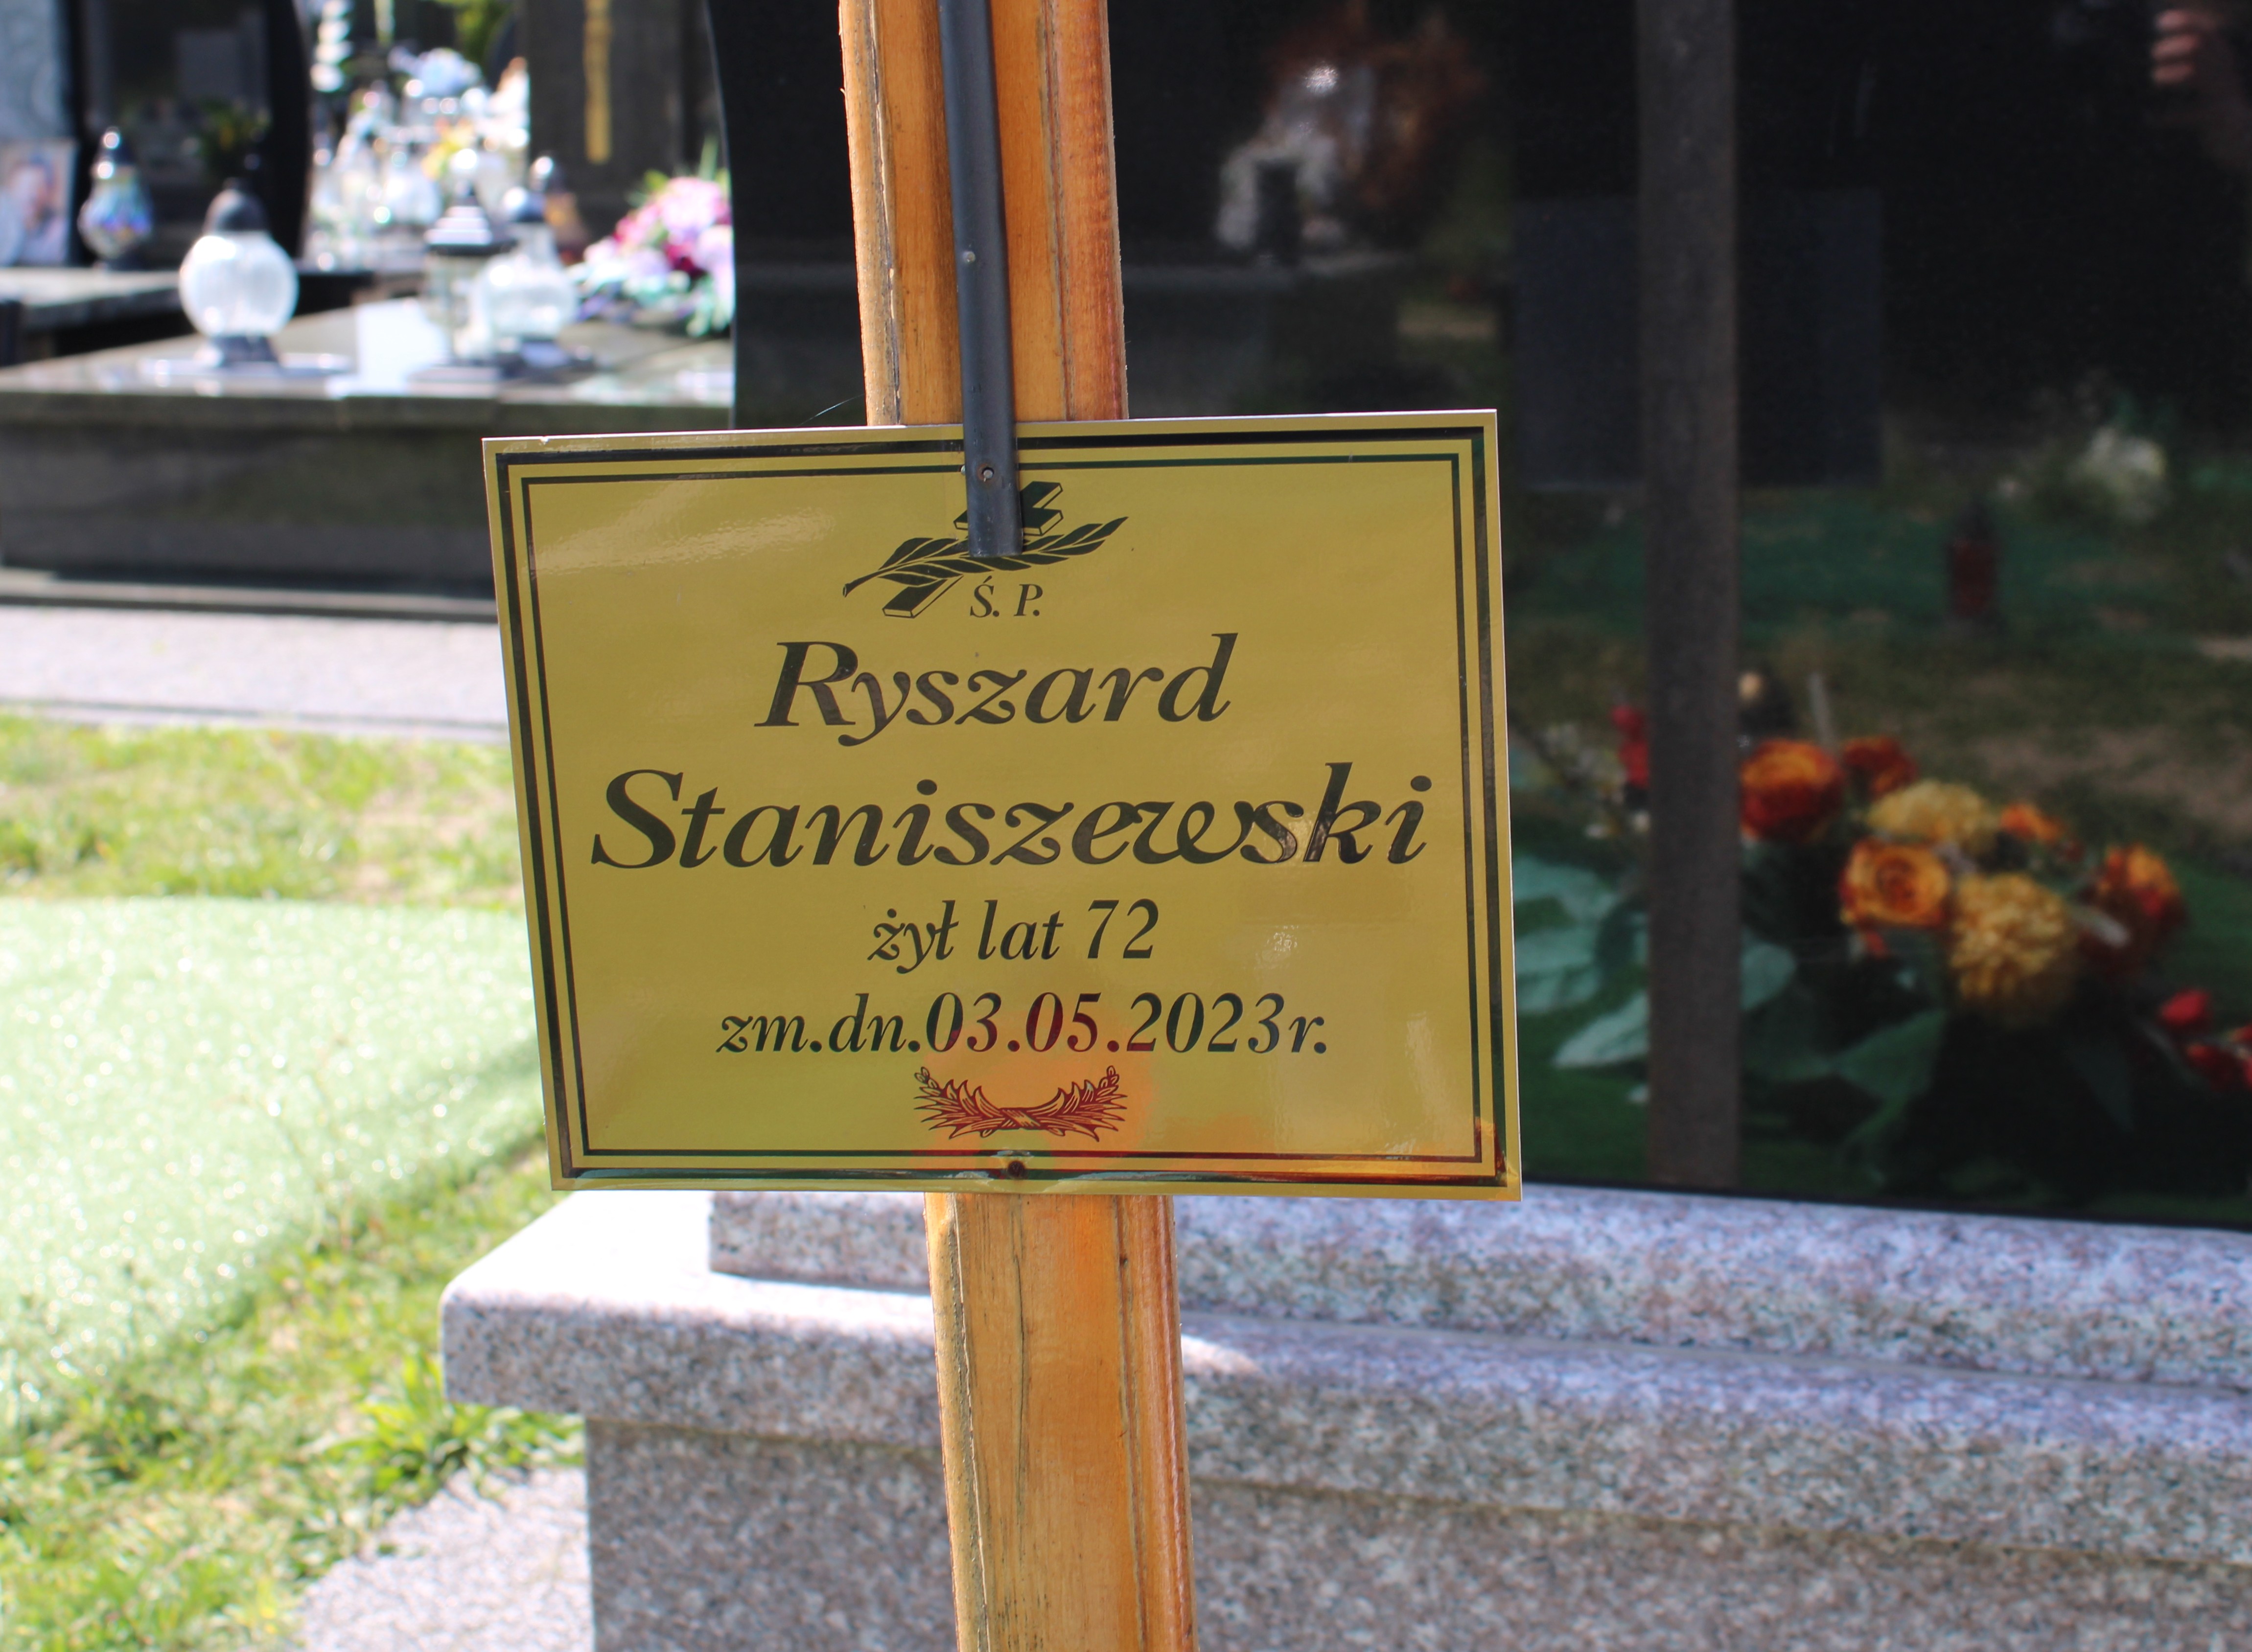 Ś. P.
Ryszard
Staniszewski
żył lat 72
zm.dn.03.05.2023r.